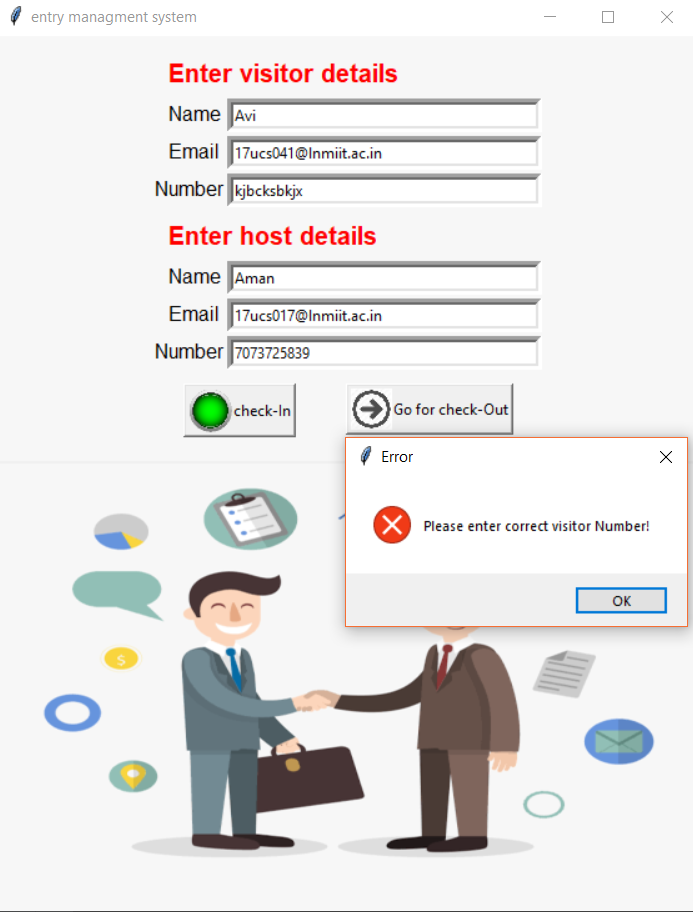 entry managment system
Enter visitor details
Name Avi
Email 17ucs041@lnmiit.ac.in
Number kjbcksbkjx
Enter host details
Name Aman
Email 17ucs017@lnmiit.ac.in
Number 7073725839
check-In Go for check-Out
Error
Please enter correct visitor Number!
OK
$